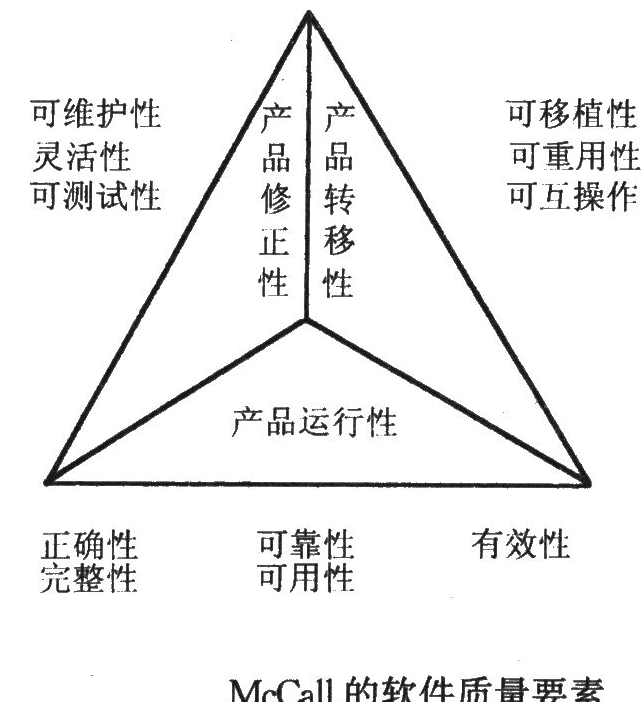 可维护性
灵活性
可测试性
产品修正性
产品转移性
可移植性
可重用性
可互操作
产品运行性
正确性 可靠性 有效性
完整性 可用性
McCall 的软件质量要素